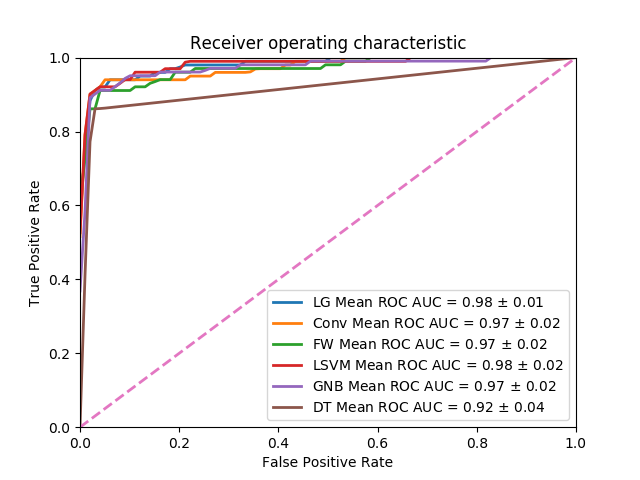 Receiver operating characteristic
True Positive Rate
1.0
0.8
0.6
0.4
0.2
0.0
LG Mean ROC AUC = 0.98 ± 0.01
Conv Mean ROC AUC = 0.97 ± 0.02
FW Mean ROC AUC = 0.97 ± 0.02
LSVM Mean ROC AUC = 0.98 ± 0.02
GNB Mean ROC AUC = 0.97 ± 0.02
DT Mean ROC AUC = 0.92 ± 0.04
0.0 0.2 0.4 0.6 0.8 1.0
False Positive Rate